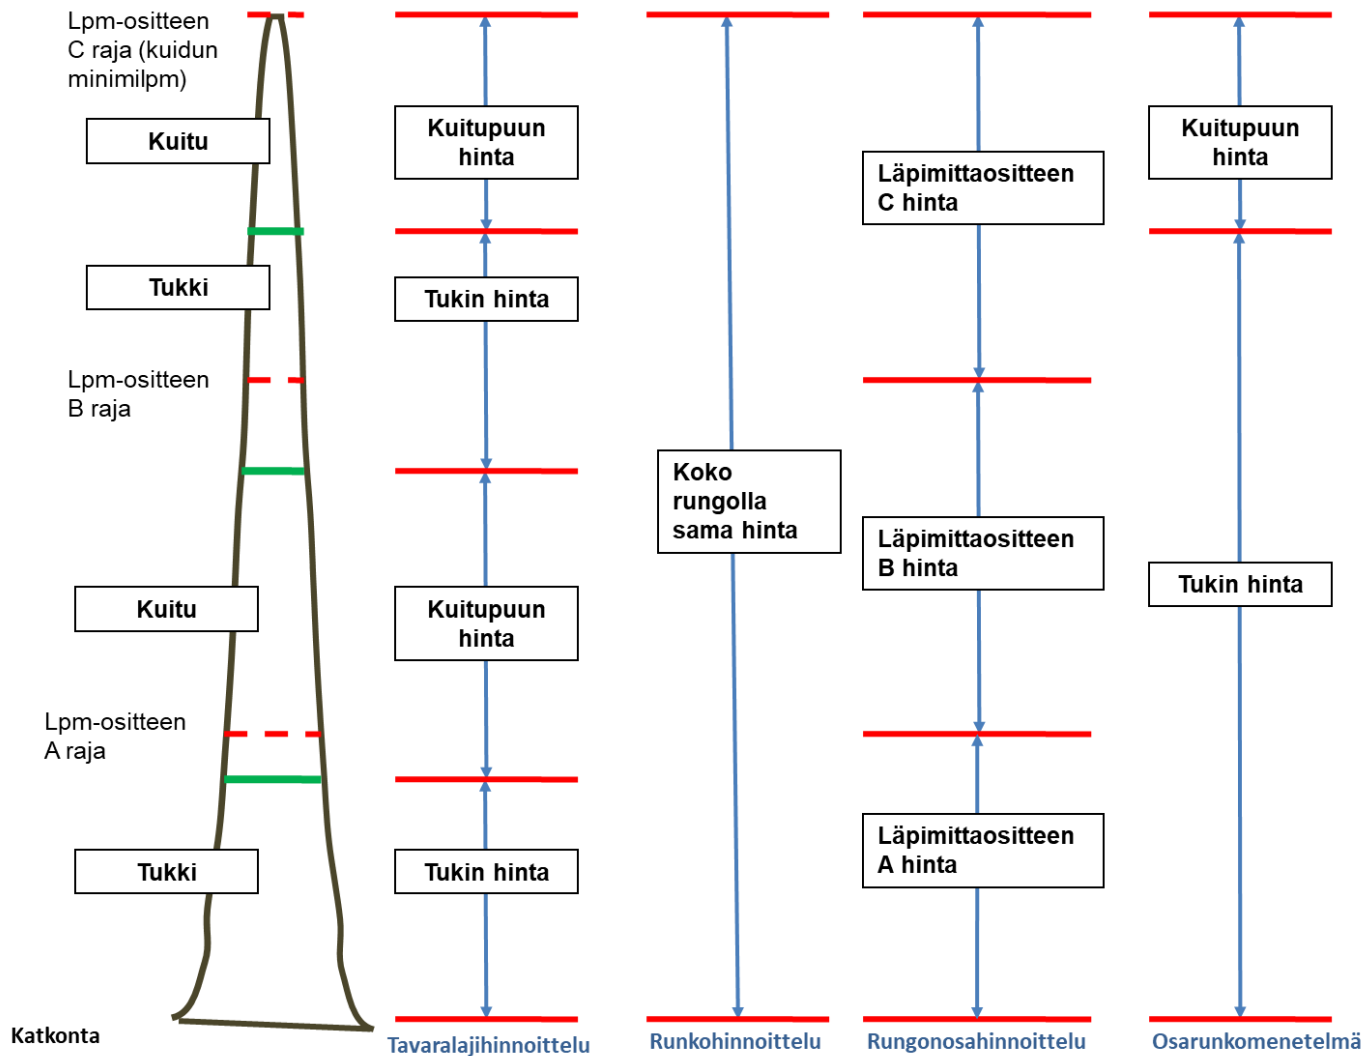 Lpm-ositteen
C raja (kuidun
minimilpm)
Kuitu
Tukki
Lpm-ositteen
B raja
Kuitu
Lpm-ositteen
A raja
Tukki
Katkonta
Kuitupuun
hinta
Tukin hinta
Kuitupuun
hinta
Tukin hinta
Tavaralajihinnoittelu
Koko
rungolla
sama hinta
Runkohinnoittelu
Läpimittaositteen
C hinta
Läpimittaositteen
B hinta
Läpimittaositteen
A hinta
Rungonosahinnoittelu
Kuitupuun
hinta
Tukin hinta
Osarunkomenetelmä